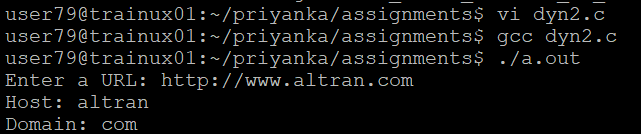 user79@trainux01:~/priyanka/assignments$ vi dyn2.c
user79@trainux01:~/priyanka/assignments$ gcc dyn2.c
user79@trainux01:~/priyanka/assignments$ ./a.out
Enter a URL: http://www.altran.com
Host: altran
Domain: com